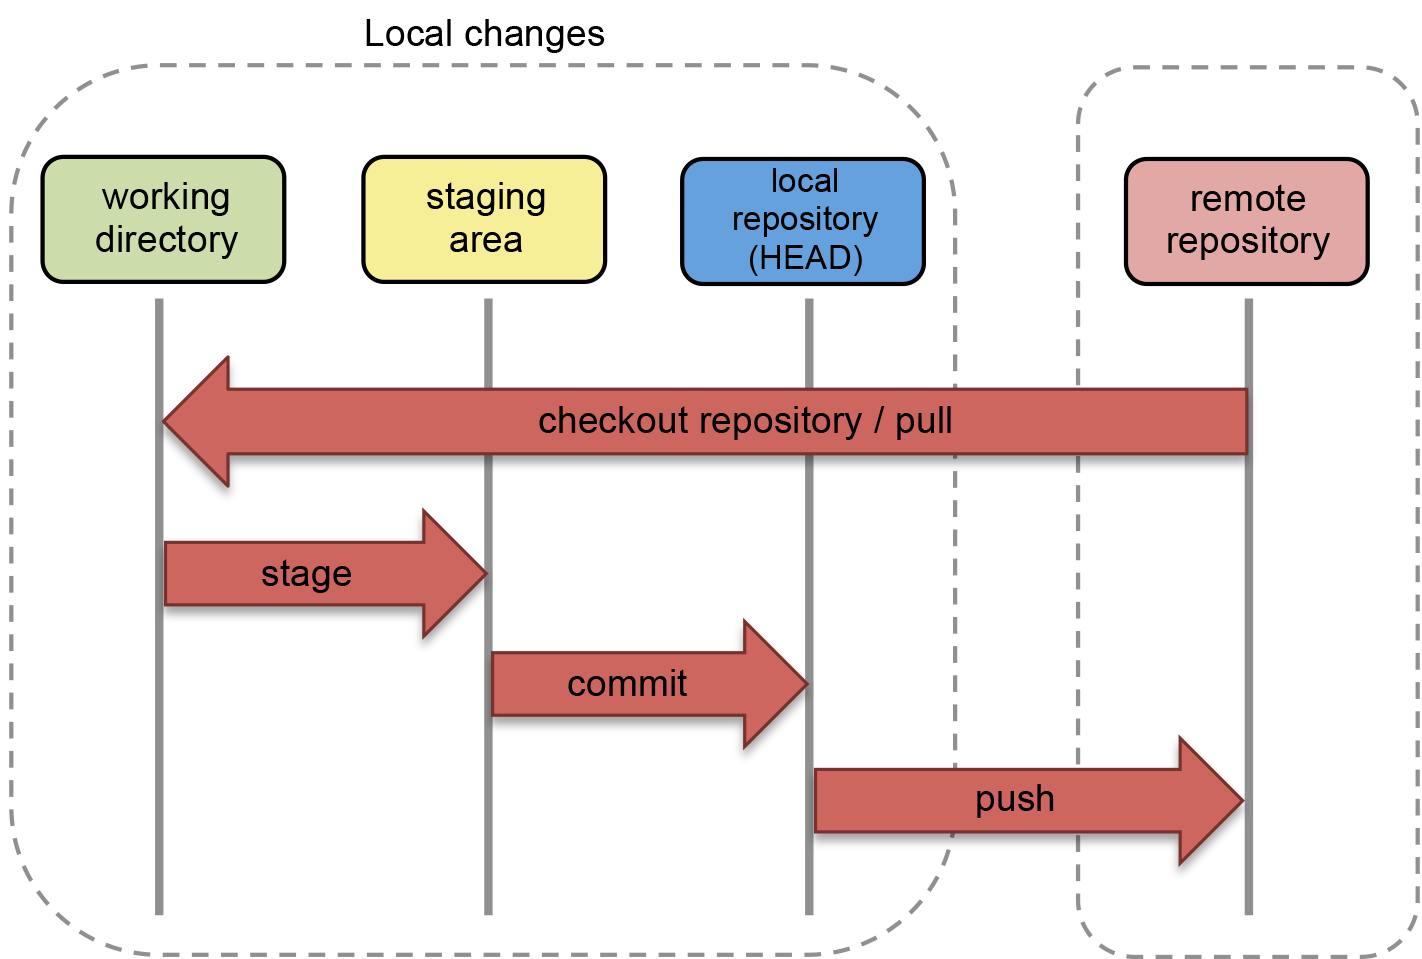 Local changes
working
directory
staging
area
local
repository
(HEAD)
remote
repository
checkout repository / pull
stage
commit
push